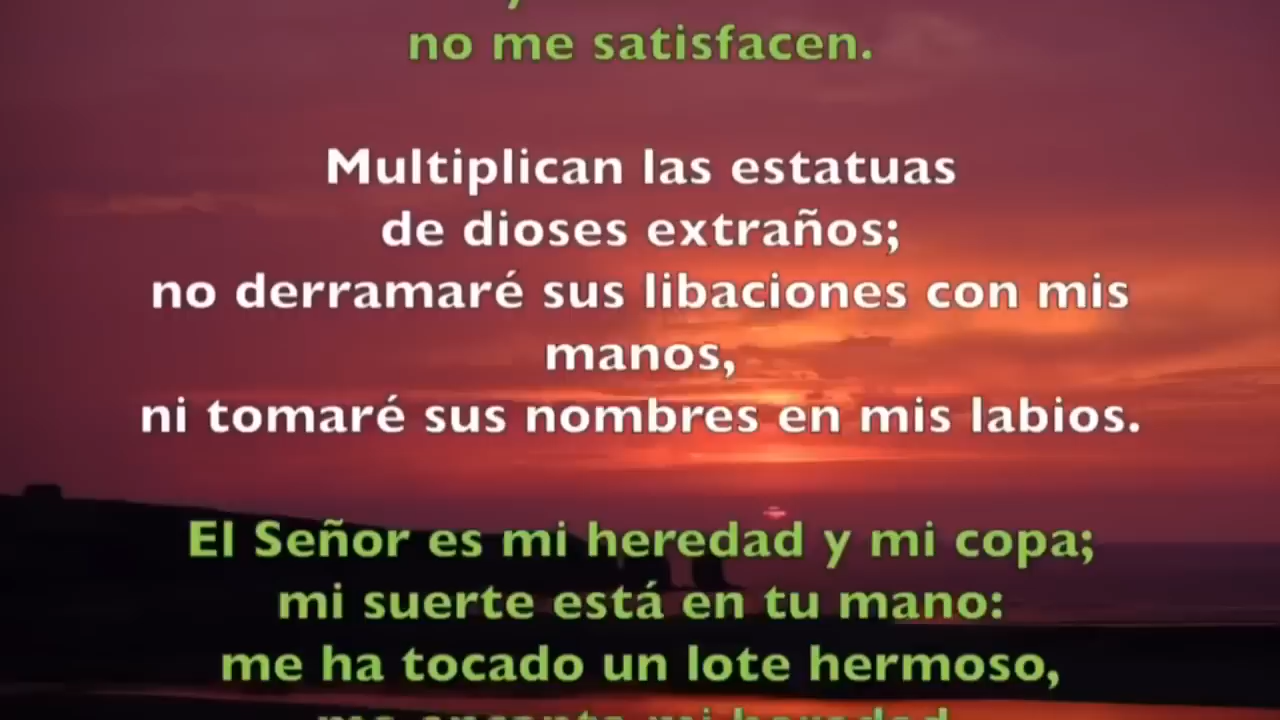 no me satisfacen.
Multiplican las estatuas
de dioses extraños;
no derramaré sus libaciones con mis
manos,
ni tomaré sus nombres en mis labios.
El Señor es mi heredad y mi copa;
mi suerte está en tu mano:
me ha tocado un lote hermoso,